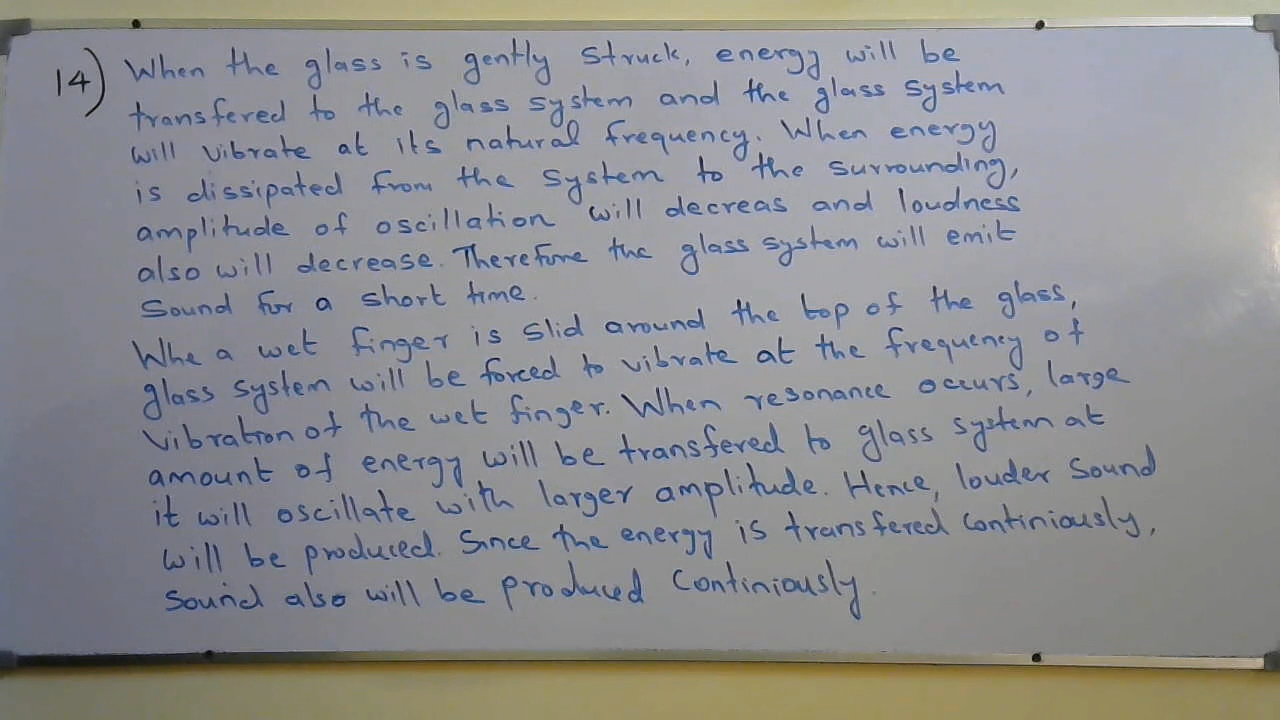 14) When the glass is gently struck, energy will be
transfered to the glass system and the glass system
will vibrate at its natural frequency. When energy
is dissipated from the system to the surrounding,
amplitude of oscillation will decreas and loudness
also will decrease. Therefore the glass system will emit
Sound for a short time.
Whe a wet finger is slid around the top of the glass,
glass system will be forced to vibrate at the frequency of
vibration of the wet finger. When resonance occurs, large
amount of energy will be transfered to glass system at
it will oscillate with larger amplitude. Hence, louder Sound
will be produced. Since the energy is transfered continiously,
Sound also will be produced continiously.